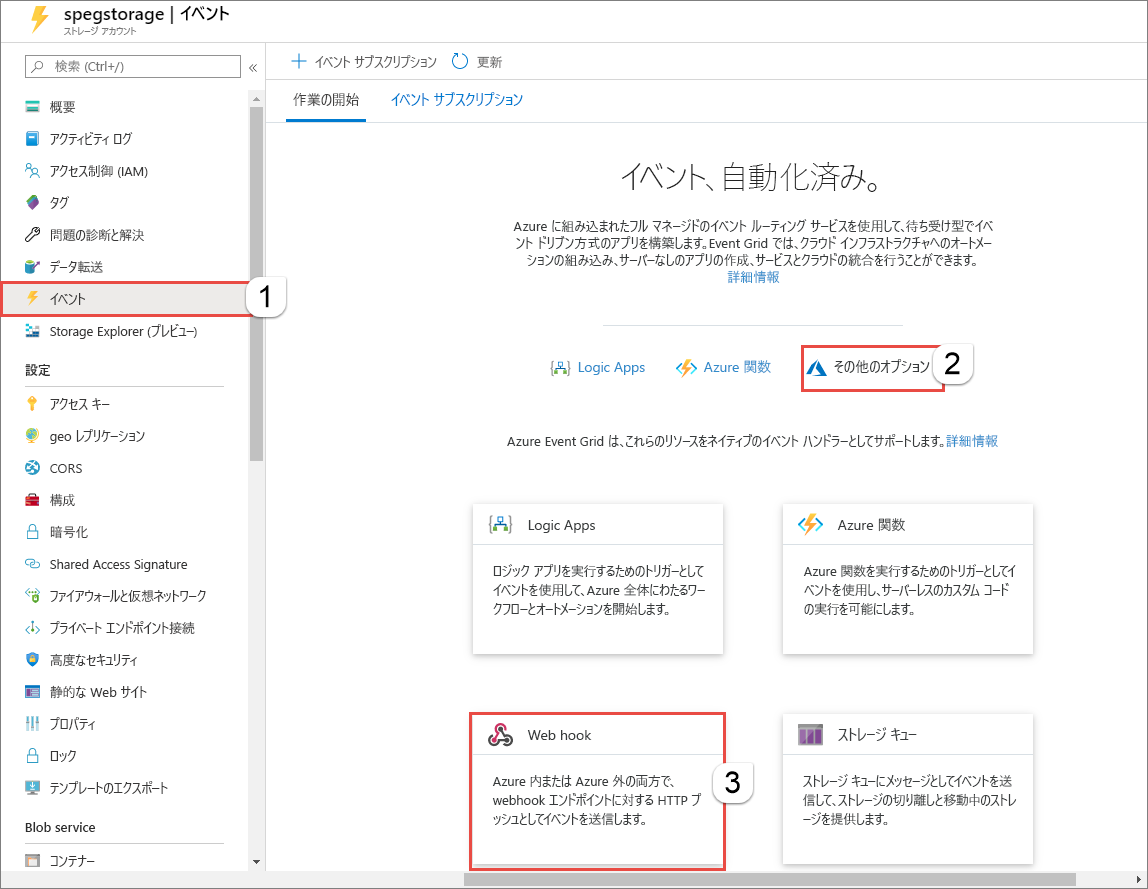 spegstorage | イベント
ストレージ アカウント
検索 (Ctrl+/)
«
概要
アクティビティ ログ
アクセス制御 (IAM)
タグ
問題の診断と解決
データ転送
イベント
1
Storage Explorer (プレビュー)
設定
アクセス キー
geo レプリケーション
CORS
構成
暗号化
Shared Access Signature
ファイアウォールと仮想ネットワーク
プライベート エンドポイント接続
高度なセキュリティ
静的な Web サイト
プロパティ
ロック
テンプレートのエクスポート
Blob service
コンテナー
イベント サブスクリプション
更新
作業の開始
イベント サブスクリプション
イベント、自動化済み。
Azure に組み込まれたフル マネージドのイベント ルーティング サービスを使用して、待ち受け型でイベ
ント ドリブン方式のアプリを構築します。Event Grid では、クラウド インフラストラクチャへのオートメー
ションの組み込み、サーバーなしのアプリの作成、サービスとクラウドの統合を行うことができます。
詳細情報
Logic Apps
Azure 関数
その他のオプション
2
Azure Event Grid は、これらのリソースをネイティブのイベント ハンドラーとしてサポートします。詳細情報
Logic Apps
ロジック アプリを実行するためのトリガーとして
イベントを使用して、Azure 全体にわたるワー
クフローとオートメーションを開始します。
Azure 関数
Azure 関数を実行するためのトリガーとしてイ
ベントを使用し、サーバーレスのカスタム コード
の実行を可能にします。
Web hook
Azure 内または Azure 外の両方で、
webhook エンドポイントに対する HTTP プ
ッシュとしてイベントを送信します。
3
ストレージ キュー
ストレージ キューにメッセージとしてイベントを送
信して、ストレージの切り離しと移動中のストレ
ージを提供します。